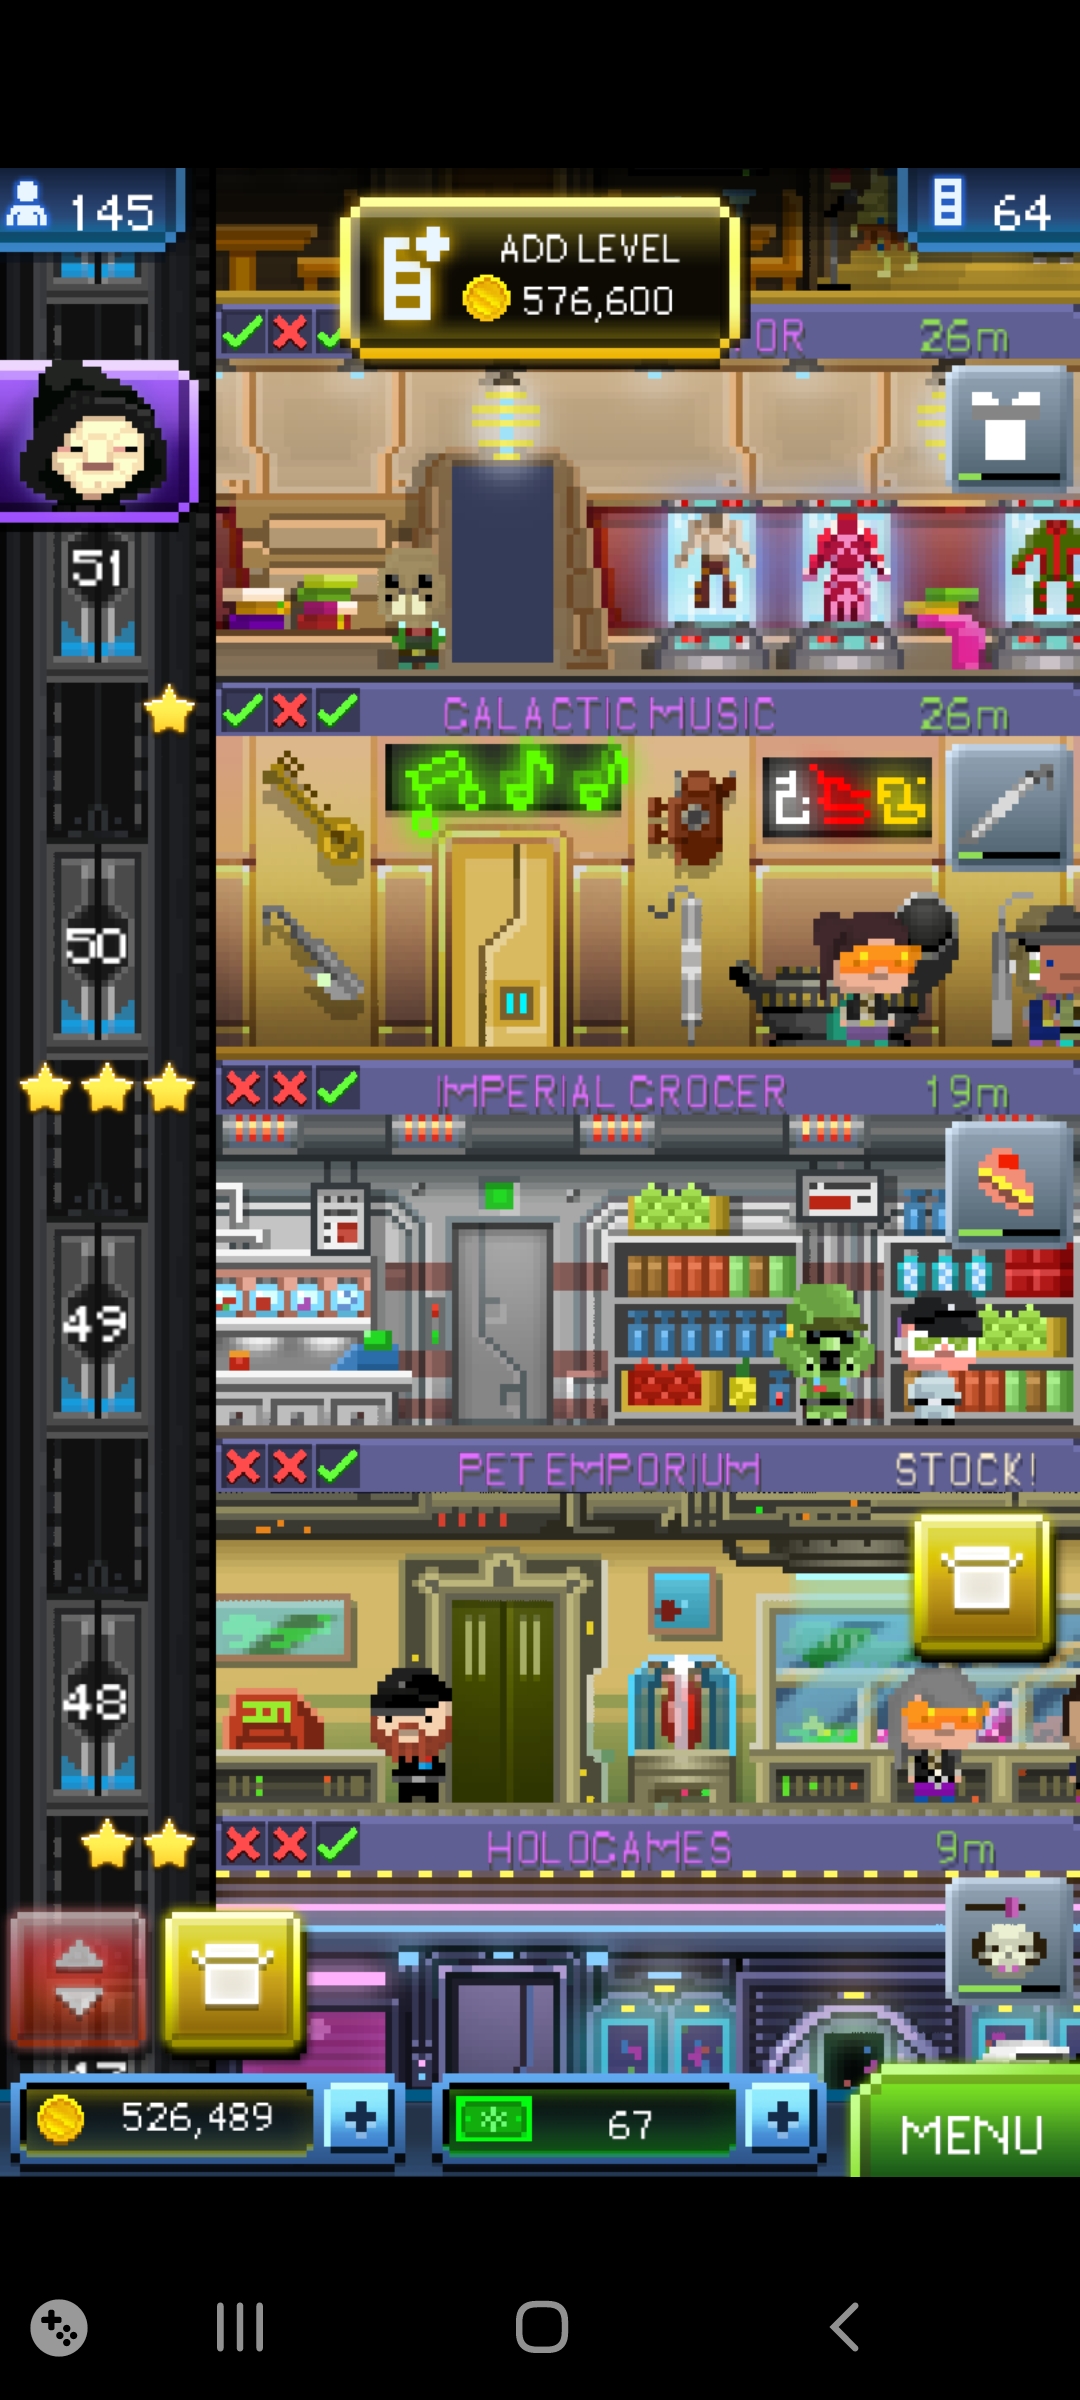 145
ADD LEVEL
576,600
64
OR
26m
51
GALACTIC MUSIC
26m
50
IMPERIAL GROCER
19m
49
PET EMPORIUM
STOCK!
48
HOLOGAMES
9m
526,489
67
MENU